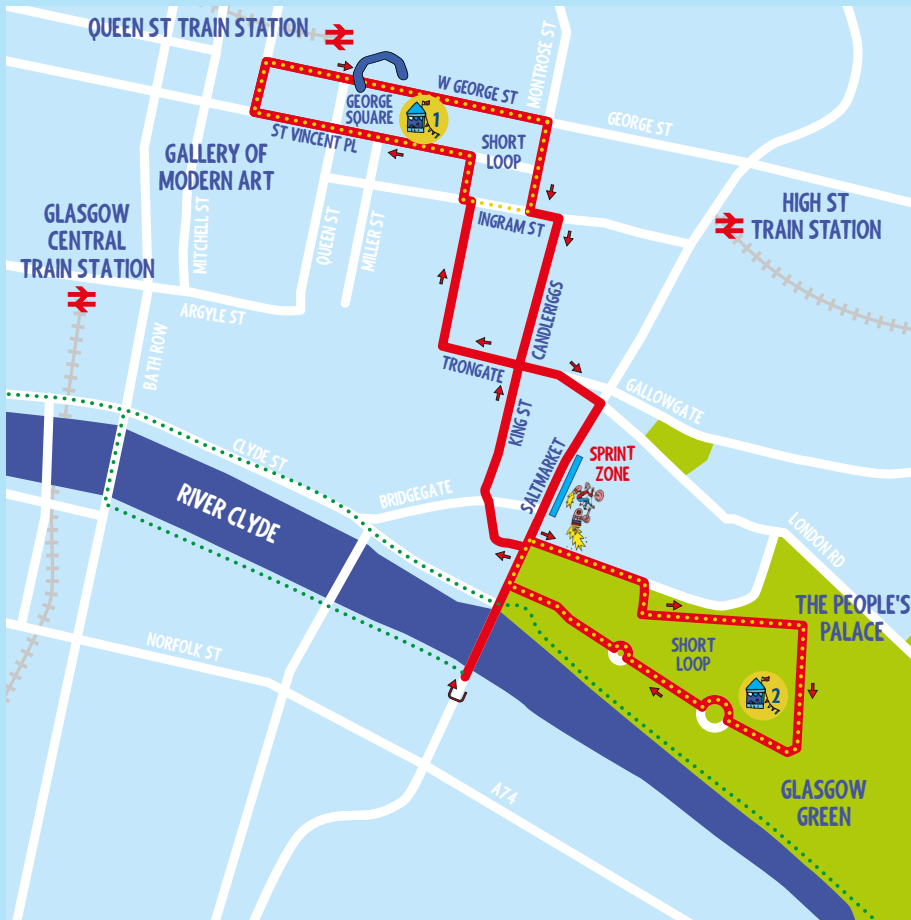 QUEEN ST TRAIN STATION
MONTROSE ST
W GEORGE ST
GEORGE
SQUARE
1
GEORGE ST
ST VINCENT PL
SHORT
LOOP
GALLERY OF
MODERN ART
HIGH ST
TRAIN STATION
GLASGOW
CENTRAL
TRAIN STATION
MITCHELL ST
QUEEN ST
MILLER ST
INGRAM ST
ARGYLE ST
CANDLERIGGS
BATH ROW
TRONGATE
GALLOWGATE
KING ST
SALTMARKET
SPRINT
ZONE
CLYDE ST
BRIDGEGATE
RIVER CLYDE
LONDON RD
THE PEOPLE'S
PALACE
NORFOLK ST
SHORT
LOOP
2
A74
GLASGOW
GREEN